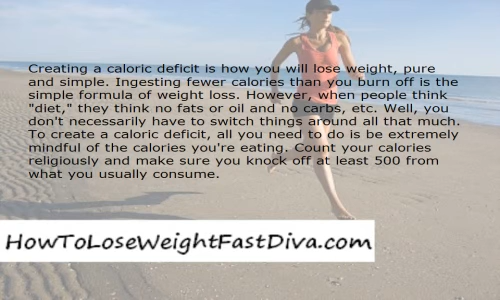 Creating a caloric deficit is how you will lose weight, pure
and simple. Ingesting fewer calories than you burn off is the
simple formula of weight loss. However, when people think
"diet," they think no fats or oil and no carbs, etc. Well, you
don't necessarily have to switch things around all that much.
To create a caloric deficit, all you need to do is be extremely
mindful of the calories you're eating. Count your calories
religiously and make sure you knock off at least 500 from
what you usually consume.
HowToLoseWeightFastDiva.com